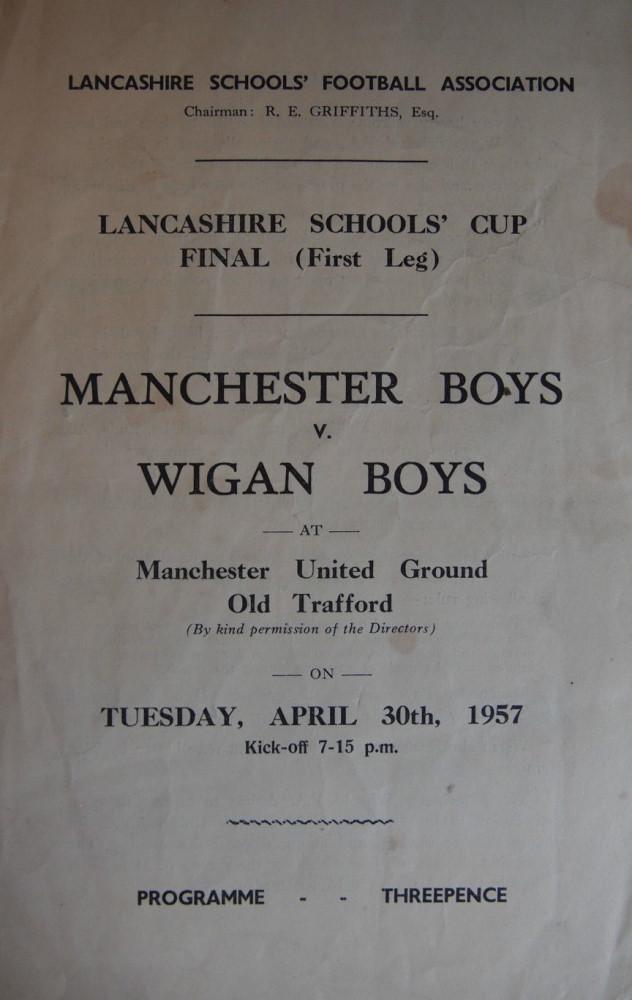 LANCASHIRE SCHOOLS' FOOTBALL ASSOCIATION
Chairman: R. E. GRIFFITHS, Esq.
LANCASHIRE SCHOOLS' CUP
FINAL (First Leg)
MANCHESTER BOYS
v.
WIGAN BOYS
— AT —
Manchester United Ground
Old Trafford
(By kind permission of the Directors)
— ON —
TUESDAY, APRIL 30th, 1957
Kick-off 7-15 p.m.
PROGRAMME - - THREEPENCE